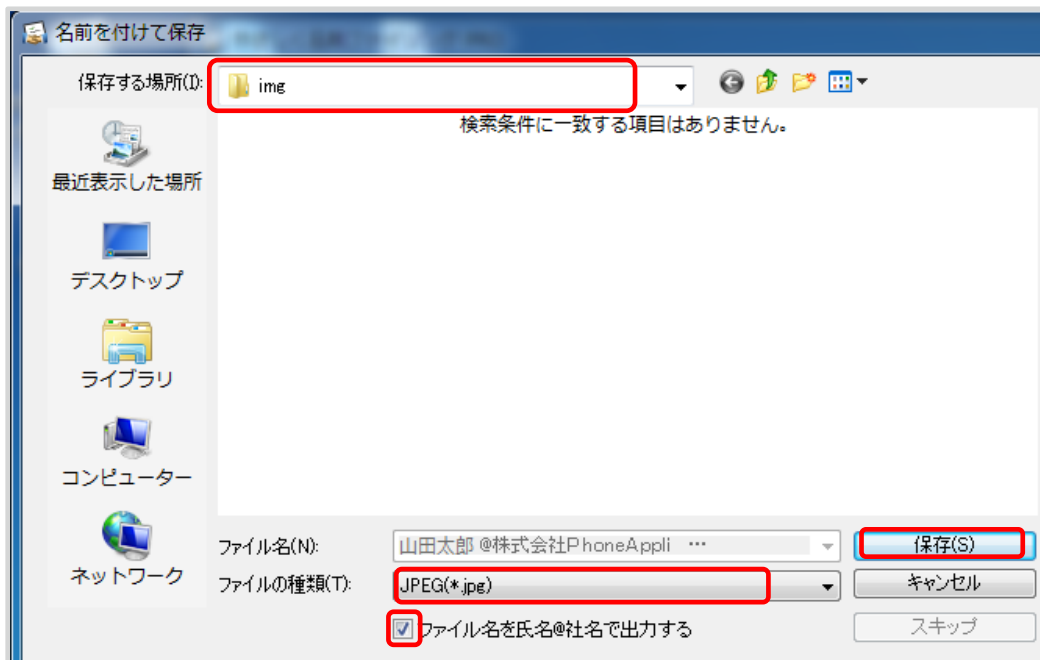 名前を付けて保存
保存する場所(I):
img
検索条件に一致する項目はありません。
最近表示した場所
デスクトップ
ライブラリ
コンピューター
ネットワーク
ファイル名(N):
山田太郎@株式会社PhoneAppli …
保存(S)
ファイルの種類(T):
JPEG(*.jpg)
キャンセル
ファイル名を氏名@社名で出力する
スキップ